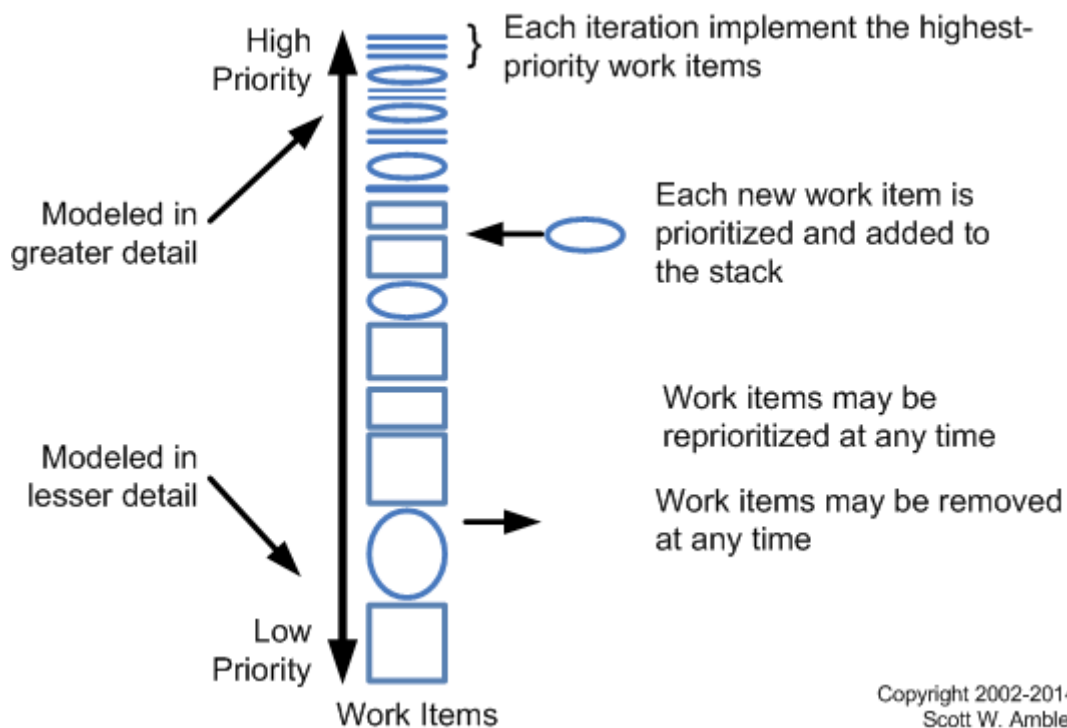 High
Priority
}
Each iteration implement the highest-
priority work items
Modeled in
greater detail
Each new work item is
prioritized and added to
the stack
Work items may be
reprioritized at any time
Modeled in
lesser detail
Work items may be removed
at any time
Low
Priority
Work Items
Copyright 2002-2014
Scott W. Amble